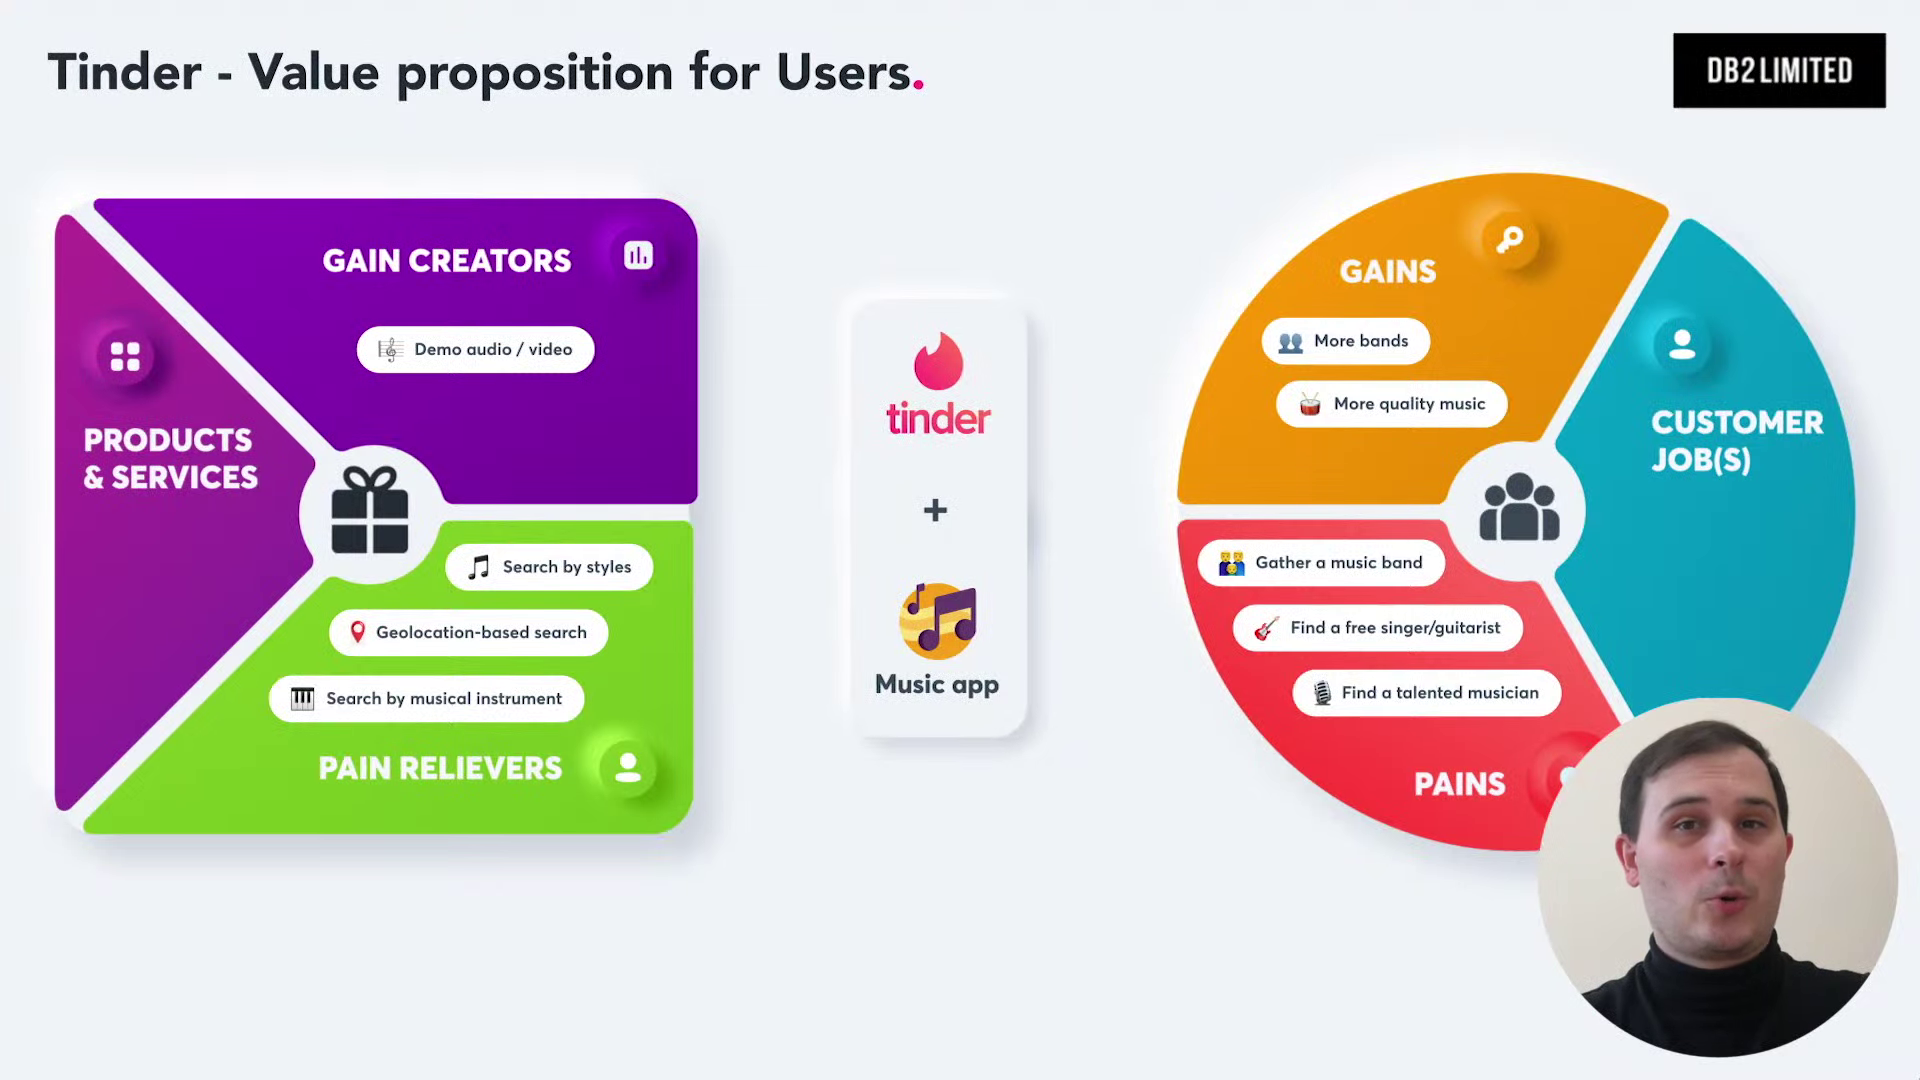 Tinder - Value proposition for Users.
DB2 LIMITED
GAIN CREATORS
Demo audio / video
PRODUCTS
& SERVICES
Search by styles
Geolocation-based search
Search by musical instrument
PAIN RELIEVERS
tinder
+
Music app
GAINS
More bands
More quality music
CUSTOMER
JOB(S)
Gather a music band
Find a free singer/guitarist
Find a talented musician
PAINS